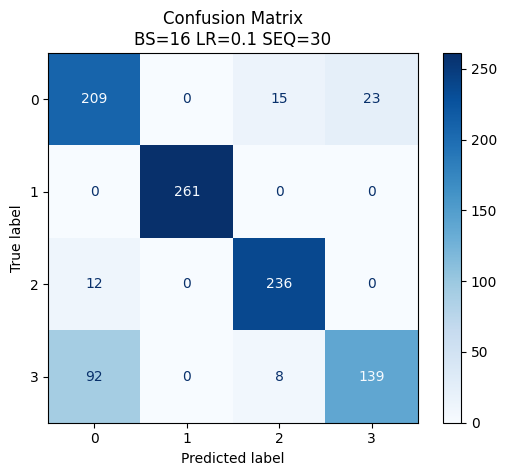 Confusion Matrix
BS=16 LR=0.1 SEQ=30
0 209 0 15 23
1 0 261 0 0
2 12 0 236 0
3 92 0 8 139
0 1 2 3
Predicted label
True label
250
200
150
100
50
0